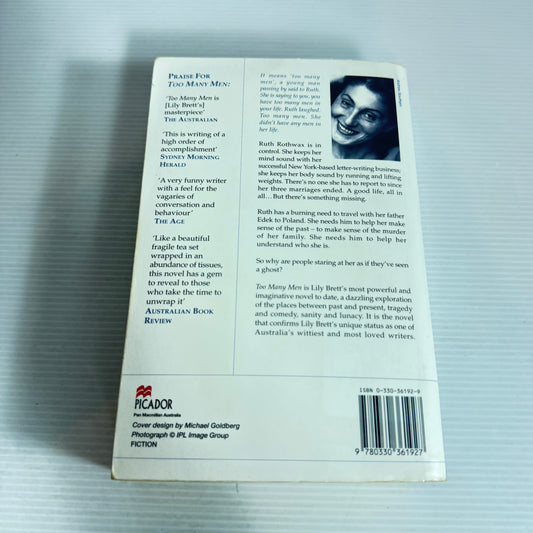 PRAISE FOR
TOO MANY MEN:
'Too Many Men is
[Lily Brett's]
masterpiece'
THE AUSTRALIAN
'This is writing of a
high order of
accomplishment'
SYDNEY MORNING
HERALD
'A very funny writer
with a feel for the
vagaries of
conversation and
behaviour'
THE AGE
'Like a beautiful
fragile tea set
wrapped in an
abundance of tissues,
this novel has a gem
to reveal to those
who take the time to
unwrap it'
AUSTRALIAN BOOK
REVIEW
It means 'too many
men', a young man
passing by said to Ruth.
She is saying to you, you
have too many men in
your life. Ruth laughed.
Too many men. She
didn't have any men in
her life.
Ruth Rothwax is in
control. She keeps her
mind sound with her
successful New York-based letter-writing business;
she keeps her body sound by running and lifting
weights. There's no one she has to report to since
her three marriages ended. A good life, all in
all... But there's something missing.
Ruth has a burning need to travel with her father
Edek to Poland. She needs him to help her make
sense of the past – to make sense of the murder
of her family. She needs him to help her
understand who she is.
So why are people staring at her as if they've seen
a ghost?
Too Many Men is Lily Brett's most powerful and
imaginative novel to date, a dazzling exploration
of the places between past and present, tragedy
and comedy, sanity and lunacy. It is the novel
that confirms Lily Brett's unique status as one of
Australia's wittiest and most loved writers.
PICADOR
Pan Macmillan Australia
Cover design by Michael Goldberg
Photograph © IPL Image Group
FICTION
ISBN 0-330-36192-9
9 780330 361927